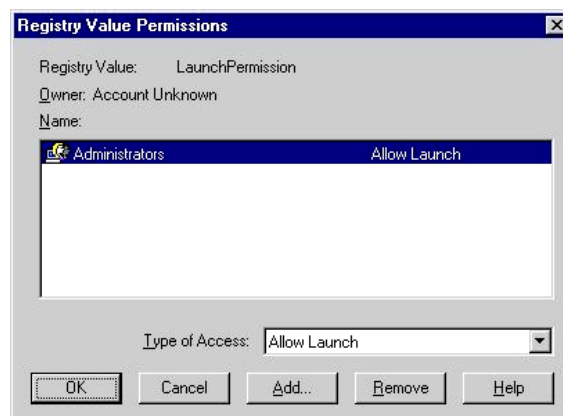 Registry Value Permissions
Registry Value: LaunchPermission
Owner: Account Unknown
Name:
Administrators Allow Launch
Type of Access: Allow Launch
OK Cancel Add... Remove Help